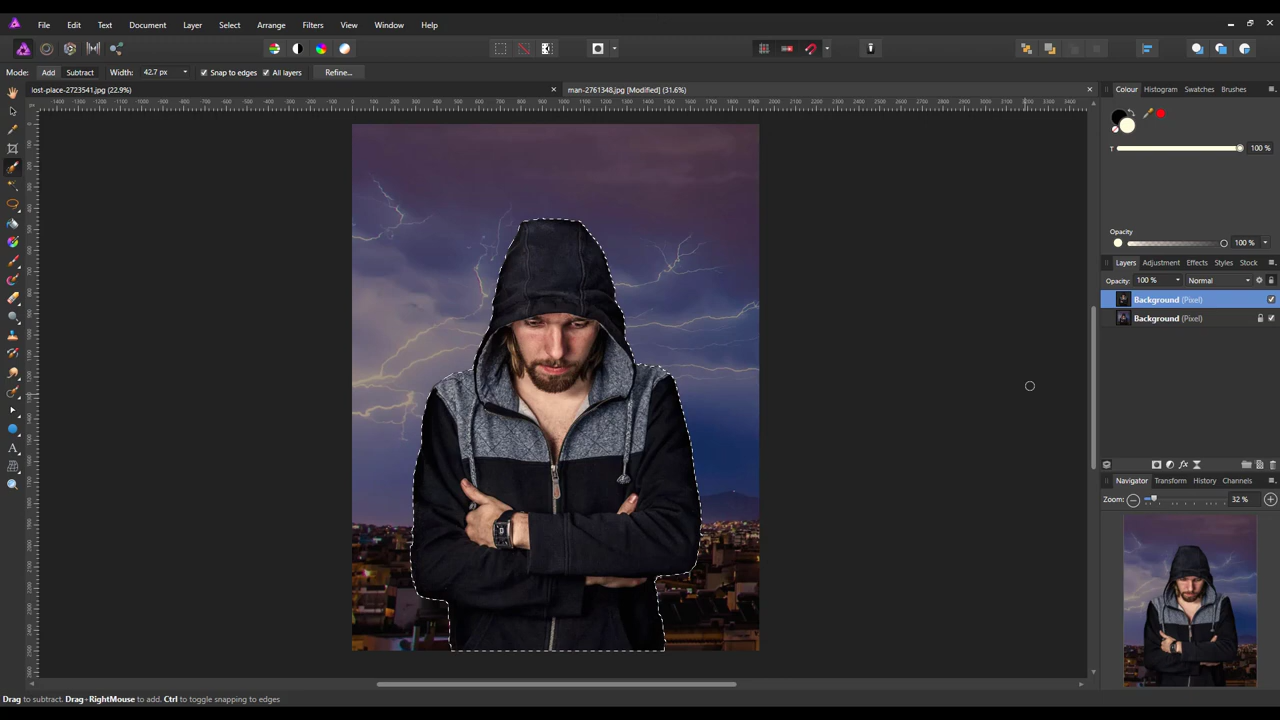 File Edit Text Document Layer Select Arrange Filters View Window Help
Mode: Add Subtract Width: 42.7 px Snap to edges All layers Refine...
lost-place-2723541.jpg (22.9%) man-2761348.jpg [Modified] (31.6%)
Colour Histogram Swatches Brushes
T 100 %
Opacity
100 %
Layers Adjustment Effects Styles Stock
Opacity: 100 % Normal
Background (Pixel)
Background (Pixel)
Navigator Transform History Channels
Zoom: 32 %
Drag to subtract. Drag+RightMouse to add. Ctrl to toggle snapping to edges